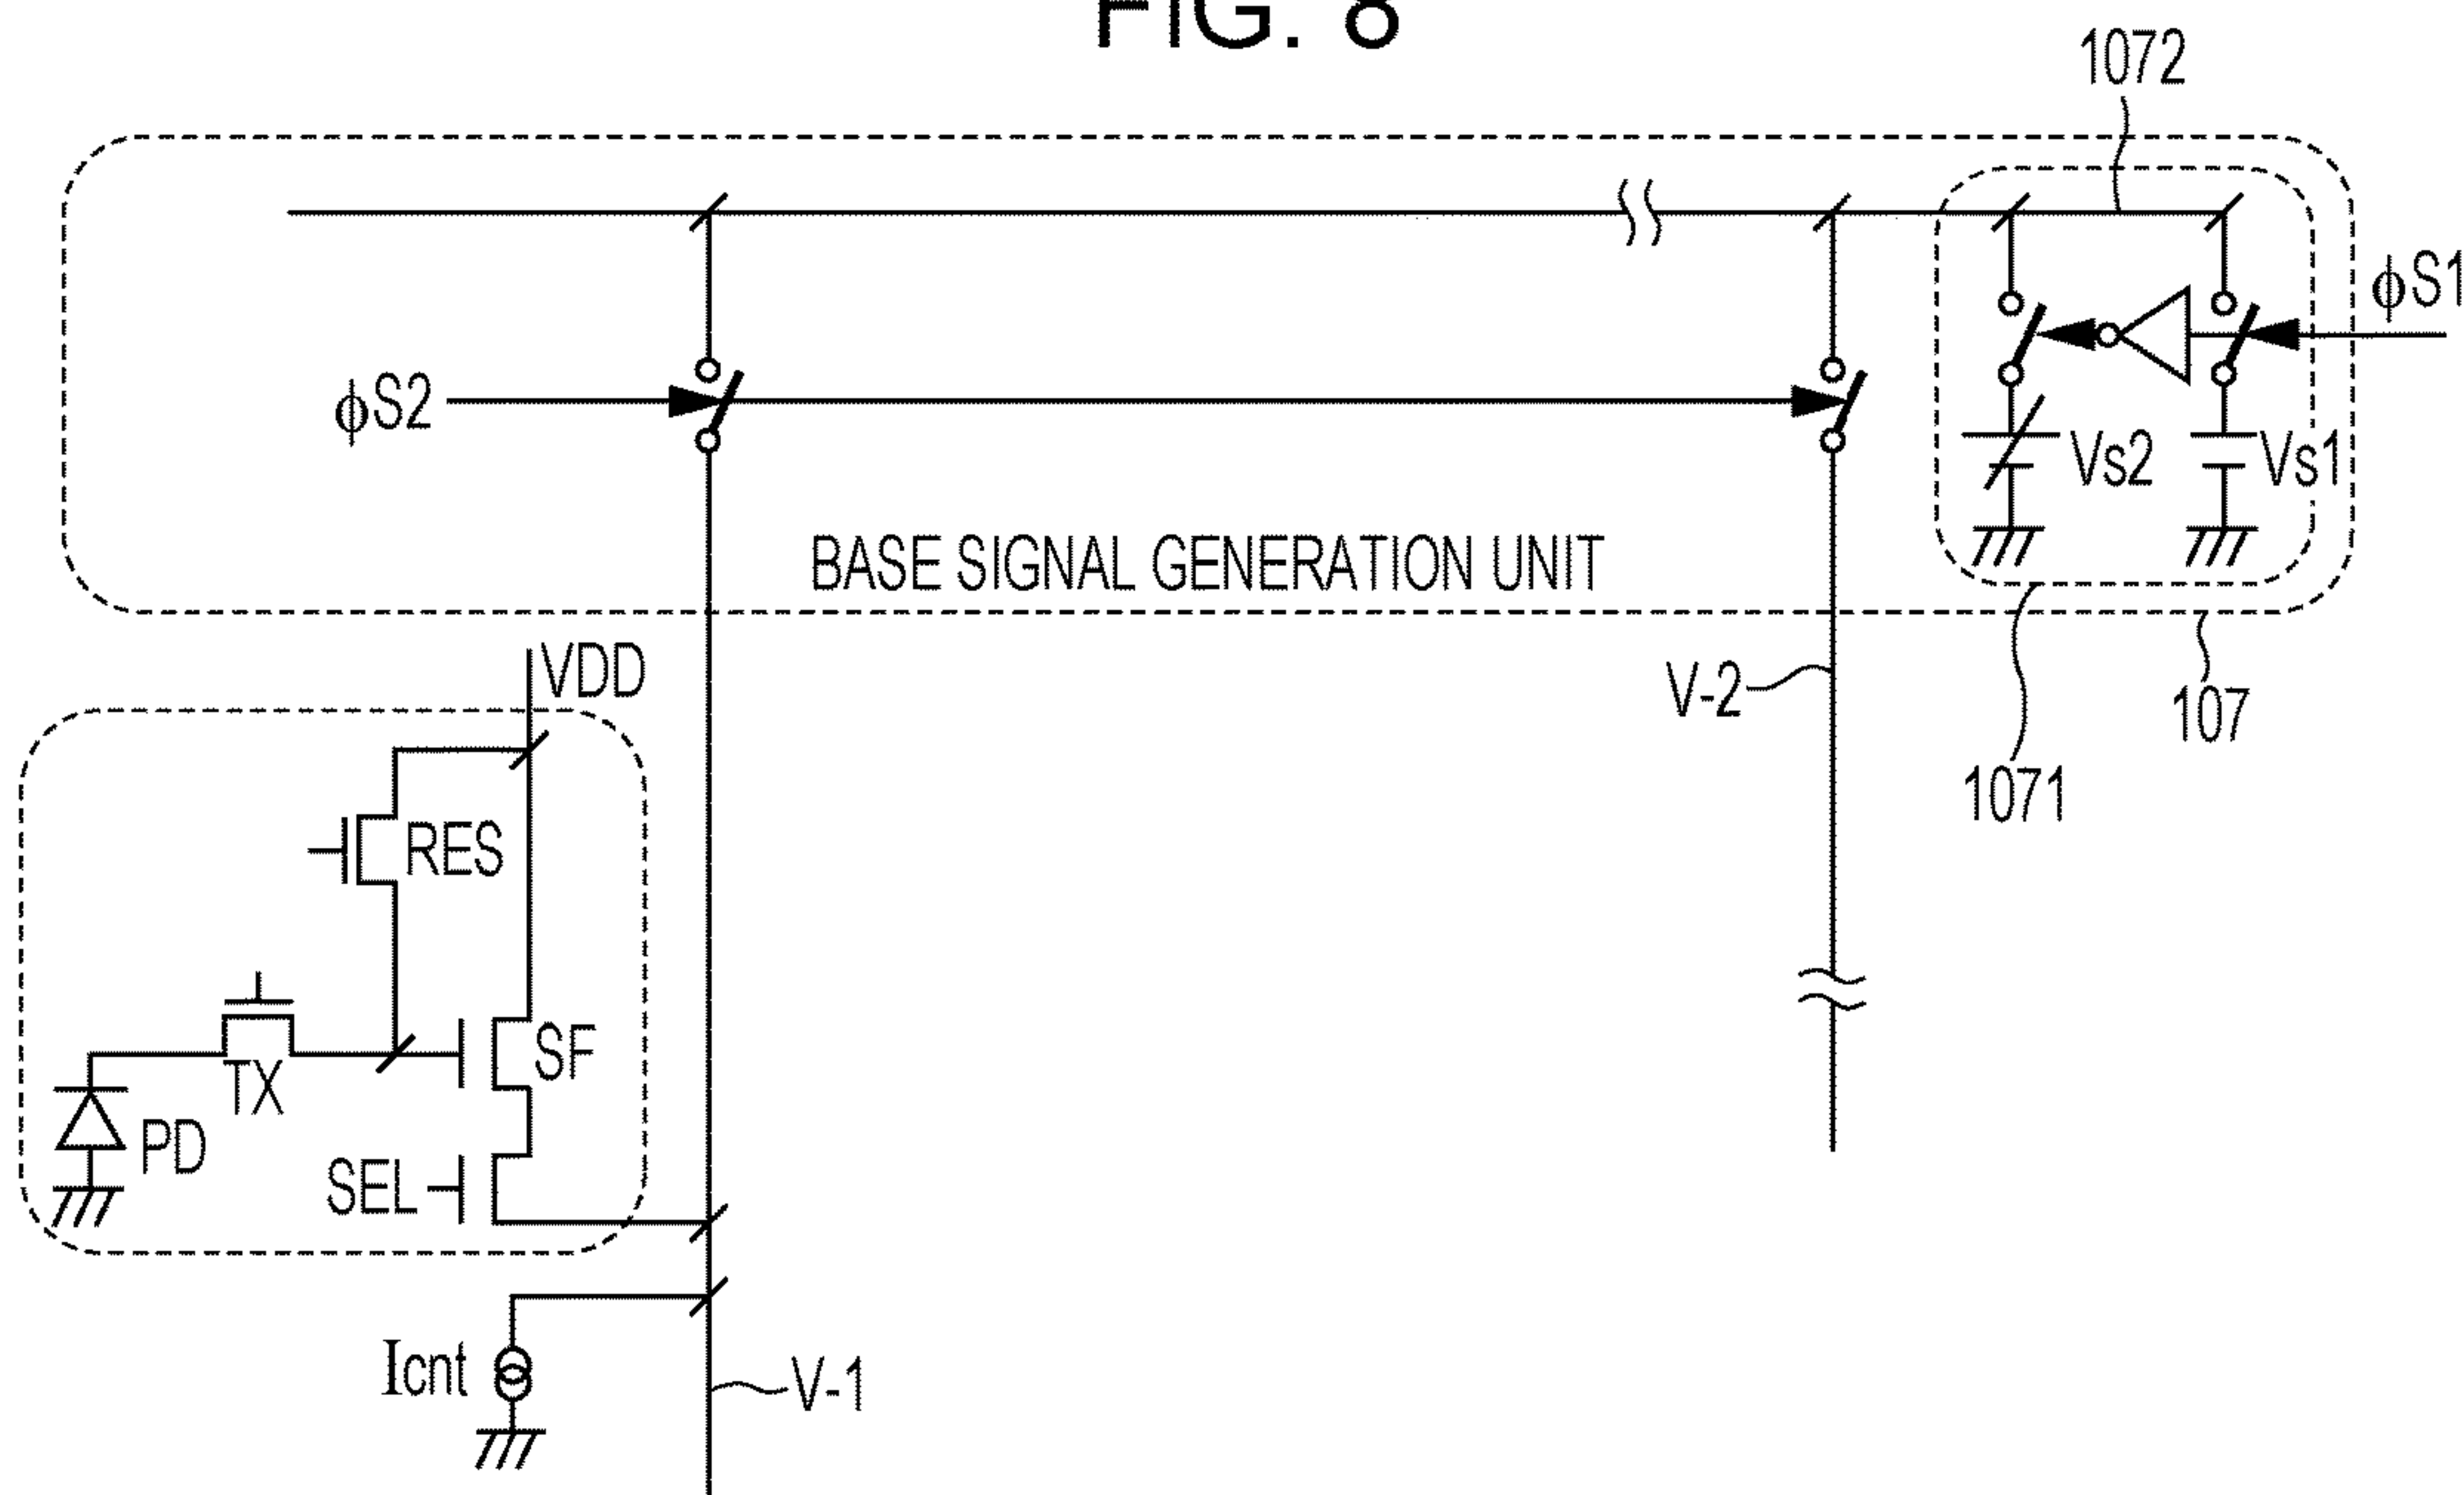 FIG. 8
1072
ϕS1
ϕS2
Vs2
Vs1
BASE SIGNAL GENERATION UNIT
VDD
V-2
107
1071
RES
SF
TX
PD
SEL
Icnt
V-1